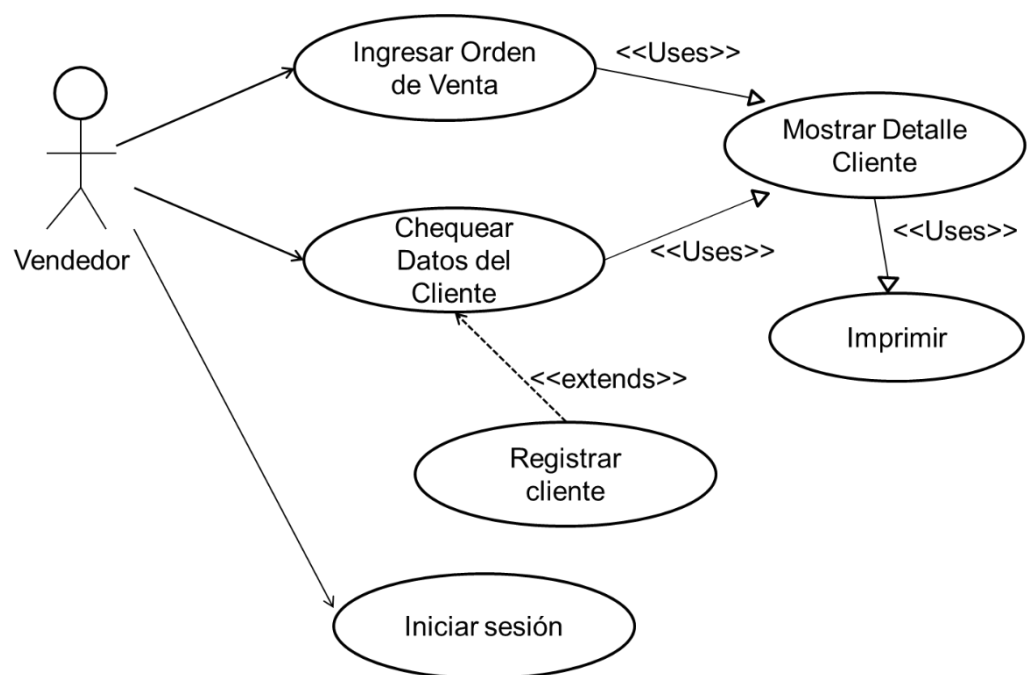 Ingresar Orden
de Venta
<<Uses>>
Mostrar Detalle
Cliente
Vendedor
Chequear
Datos del
Cliente
<<Uses>>
<<Uses>>
Imprimir
<<extends>>
Registrar
cliente
Iniciar sesión